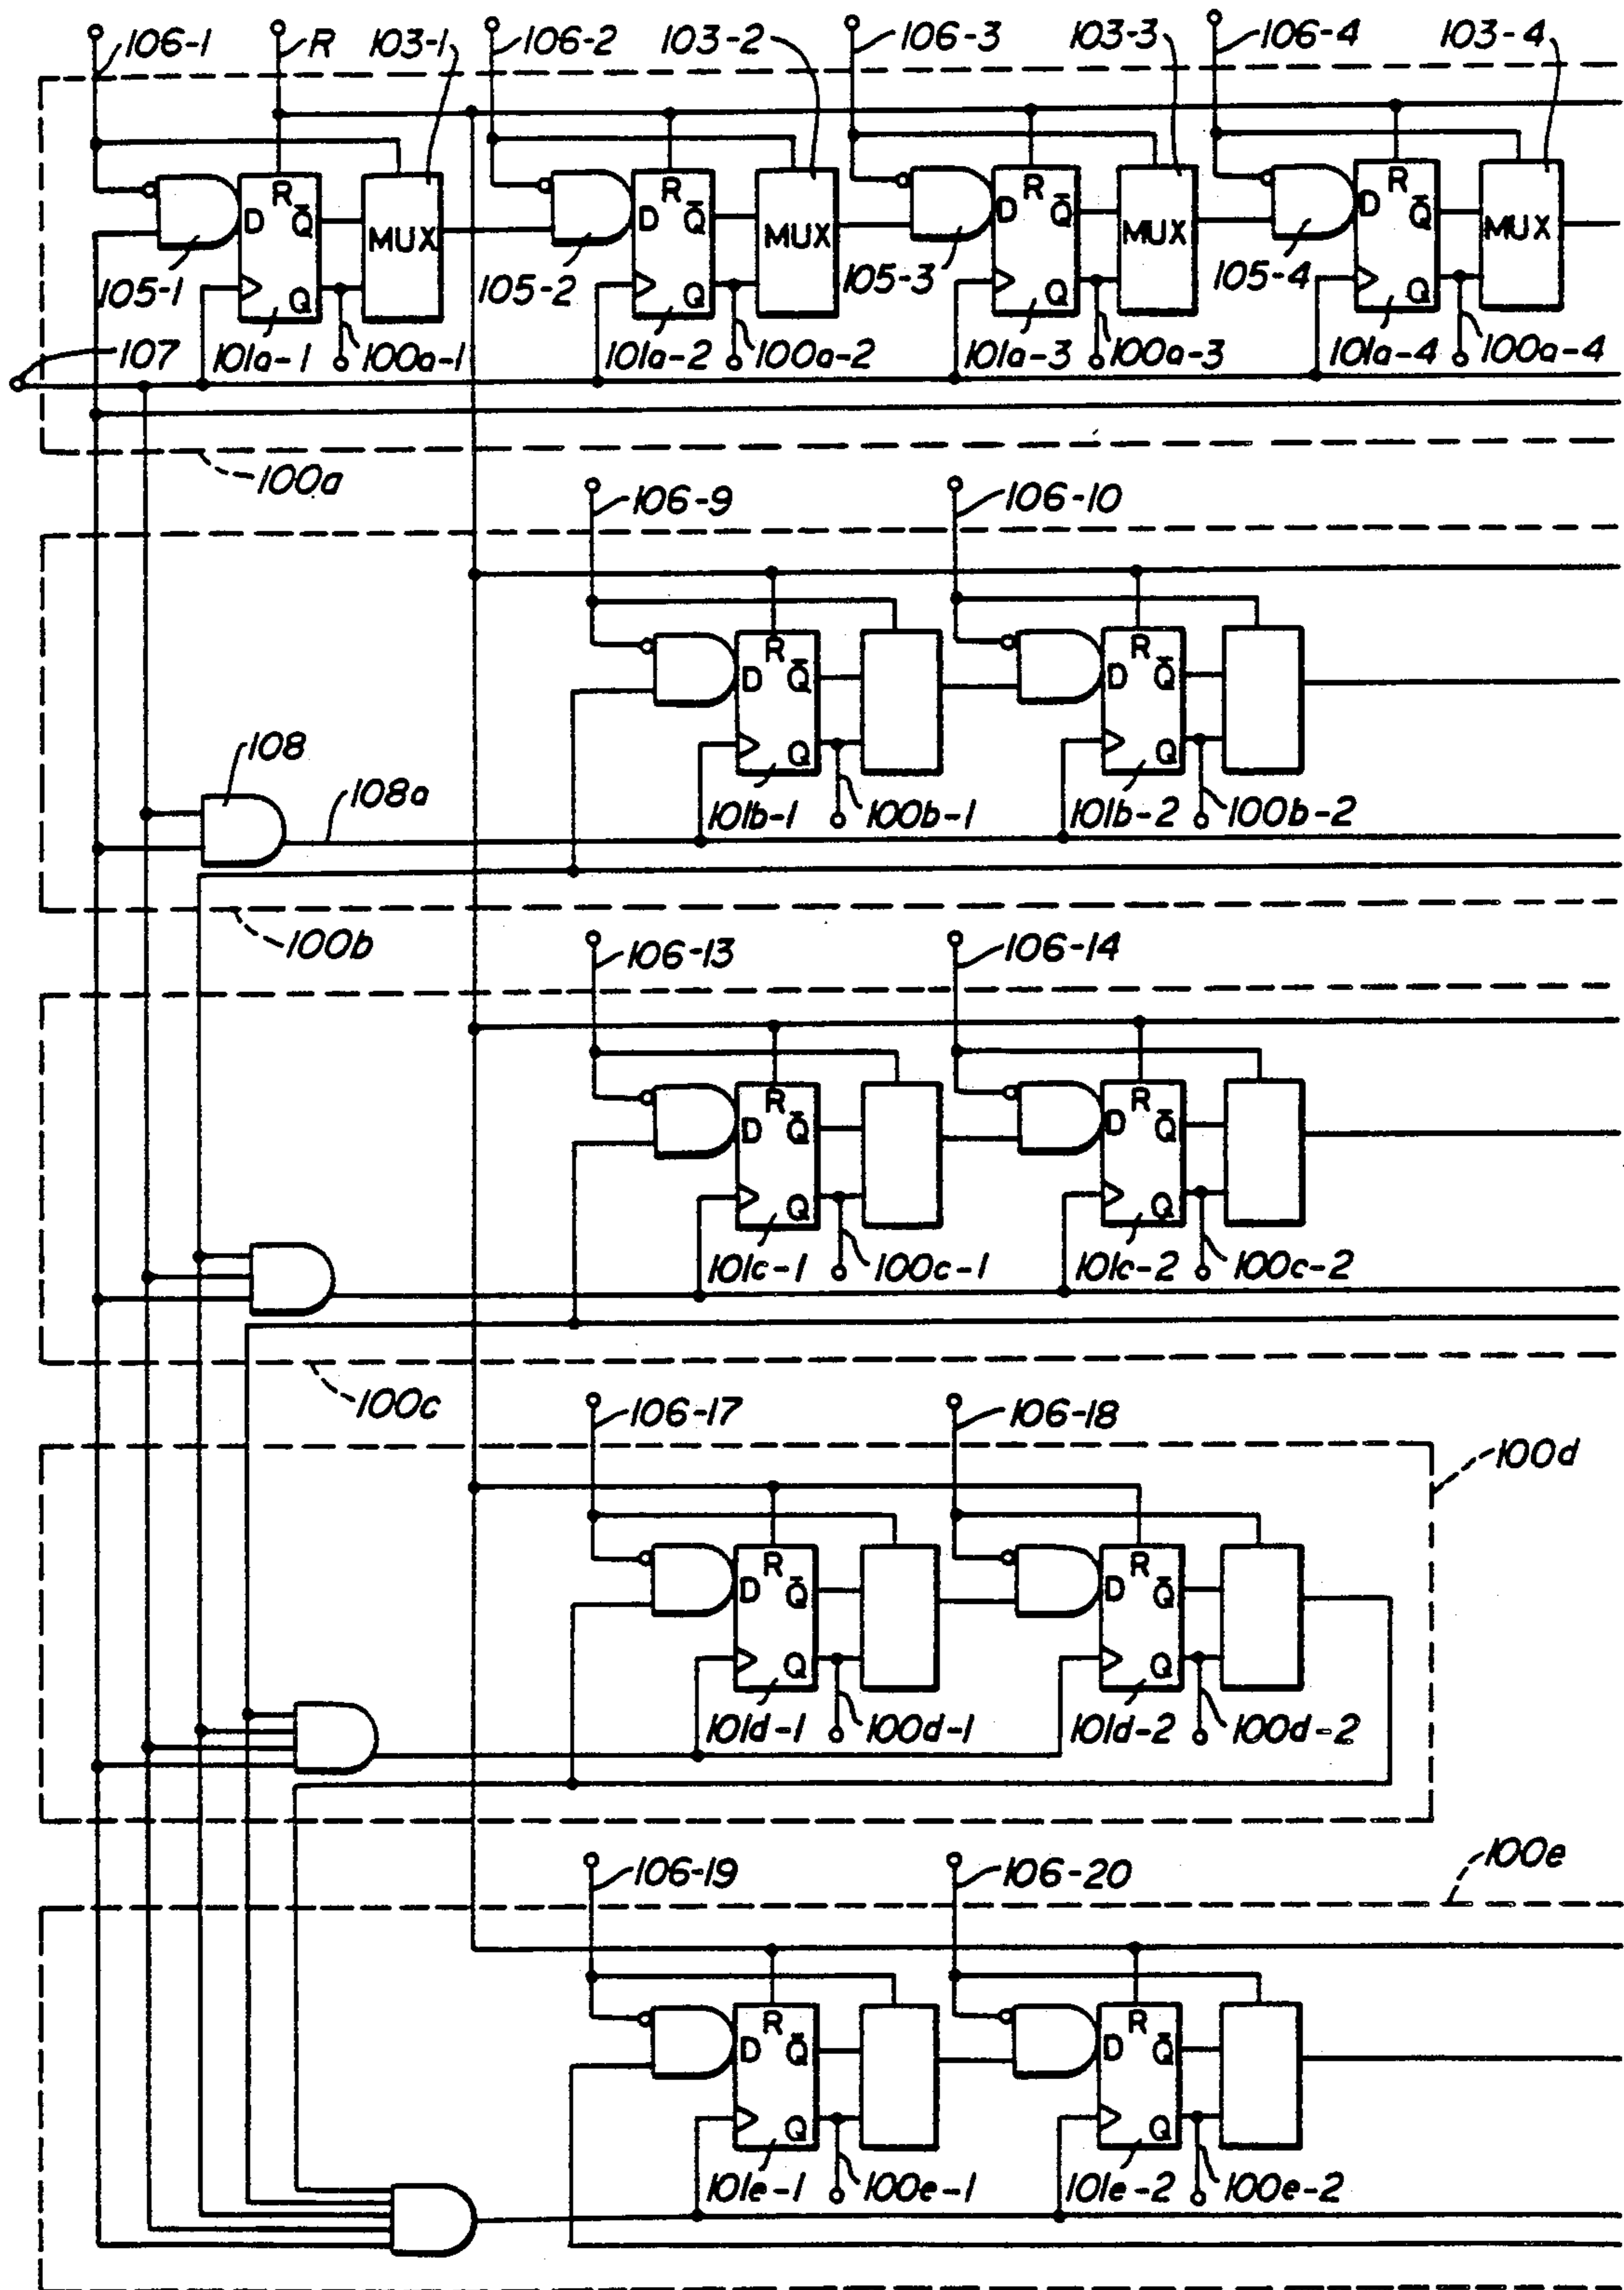 106-1 R 103-1 106-2 103-2 106-3 103-3 106-4 103-4
R R R R
D Q̄ MUX D Q̄ MUX D Q̄ MUX D Q̄ MUX
105-1 Q 105-2 Q 105-3 Q 105-4 Q
107 101a-1 100a-1 101a-2 100a-2 101a-3 100a-3 101a-4 100a-4
100a
106-9 106-10
R R
D Q̄ D Q̄
108 Q Q
108a 101b-1 100b-1 101b-2 100b-2
100b
106-13 106-14
R R
D Q̄ D Q̄
Q Q
101c-1 100c-1 101c-2 100c-2
100c
106-17 106-18
100d
R R
D Q̄ D Q̄
Q Q
101d-1 100d-1 101d-2 100d-2
106-19 106-20 100e
R R
D Q̄ D Q̄
Q Q
101e-1 100e-1 101e-2 100e-2